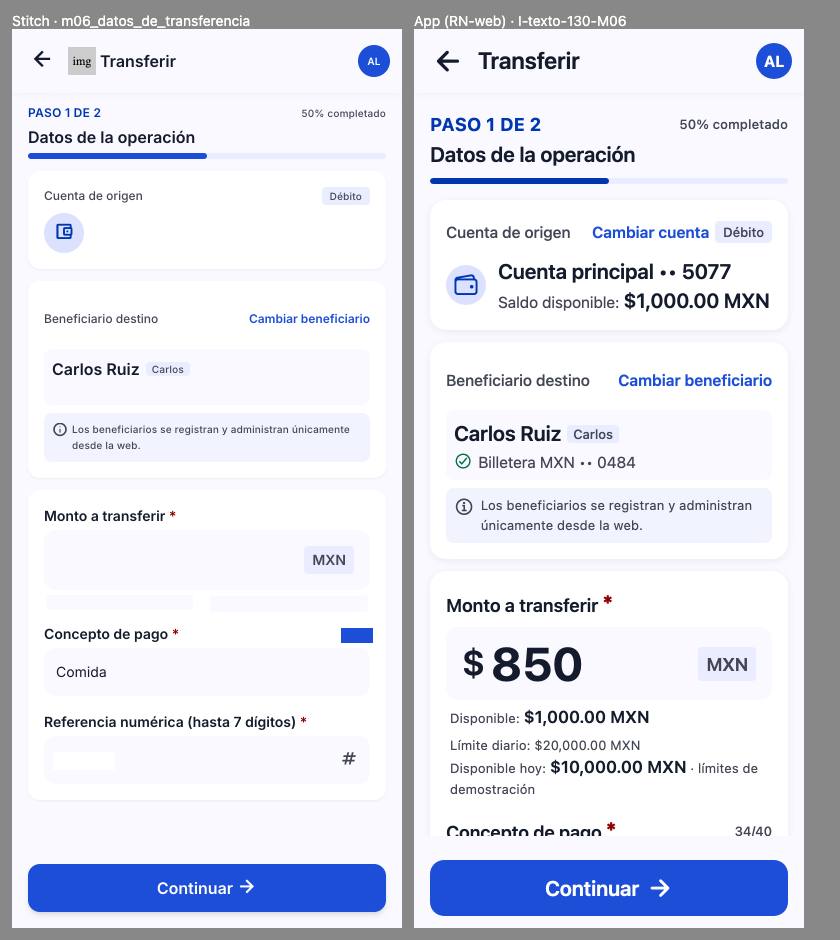 Stitch · m06_datos_de_transferencia
img Transferir
AL
PASO 1 DE 2
50% completado
Datos de la operación
Cuenta de origen
Débito
Beneficiario destino
Cambiar beneficiario
Carlos Ruiz
Carlos
Los beneficiarios se registran y administran únicamente
desde la web.
Monto a transferir *
MXN
Concepto de pago *
Comida
Referencia numérica (hasta 7 dígitos) *
#
Continuar →
App (RN-web) · I-texto-130-M06
Transferir
AL
PASO 1 DE 2
50% completado
Datos de la operación
Cuenta de origen
Cambiar cuenta
Débito
Cuenta principal •• 5077
Saldo disponible: $1,000.00 MXN
Beneficiario destino
Cambiar beneficiario
Carlos Ruiz
Carlos
Billetera MXN •• 0484
Los beneficiarios se registran y administran
únicamente desde la web.
Monto a transferir *
$ 850
MXN
Disponible: $1,000.00 MXN
Límite diario: $20,000.00 MXN
Disponible hoy: $10,000.00 MXN · límites de
demostración
Concepto de pago *
34/40
Continuar →